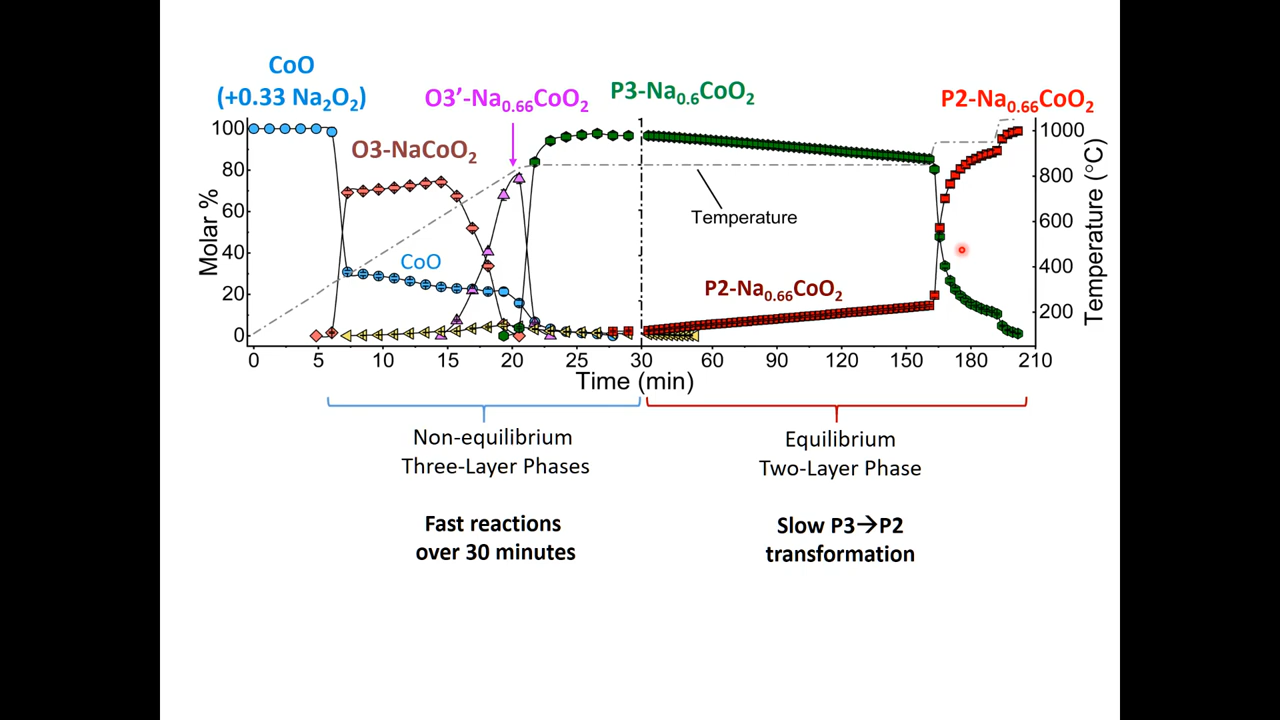 CoO
(+0.33 Na₂O₂)
O3’-Na₀.₆₆CoO₂
P3-Na₀.₆CoO₂
P2-Na₀.₆₆CoO₂
O3-NaCoO₂
CoO
Temperature
P2-Na₀.₆₆CoO₂
Molar %
100
80
60
40
20
0
Temperature (°C)
1000
800
600
400
200
0 5 10 15 20 25 30 60 90 120 150 180 210
Time (min)
Non-equilibrium
Three-Layer Phases
Equilibrium
Two-Layer Phase
Fast reactions
over 30 minutes
Slow P3→P2
transformation